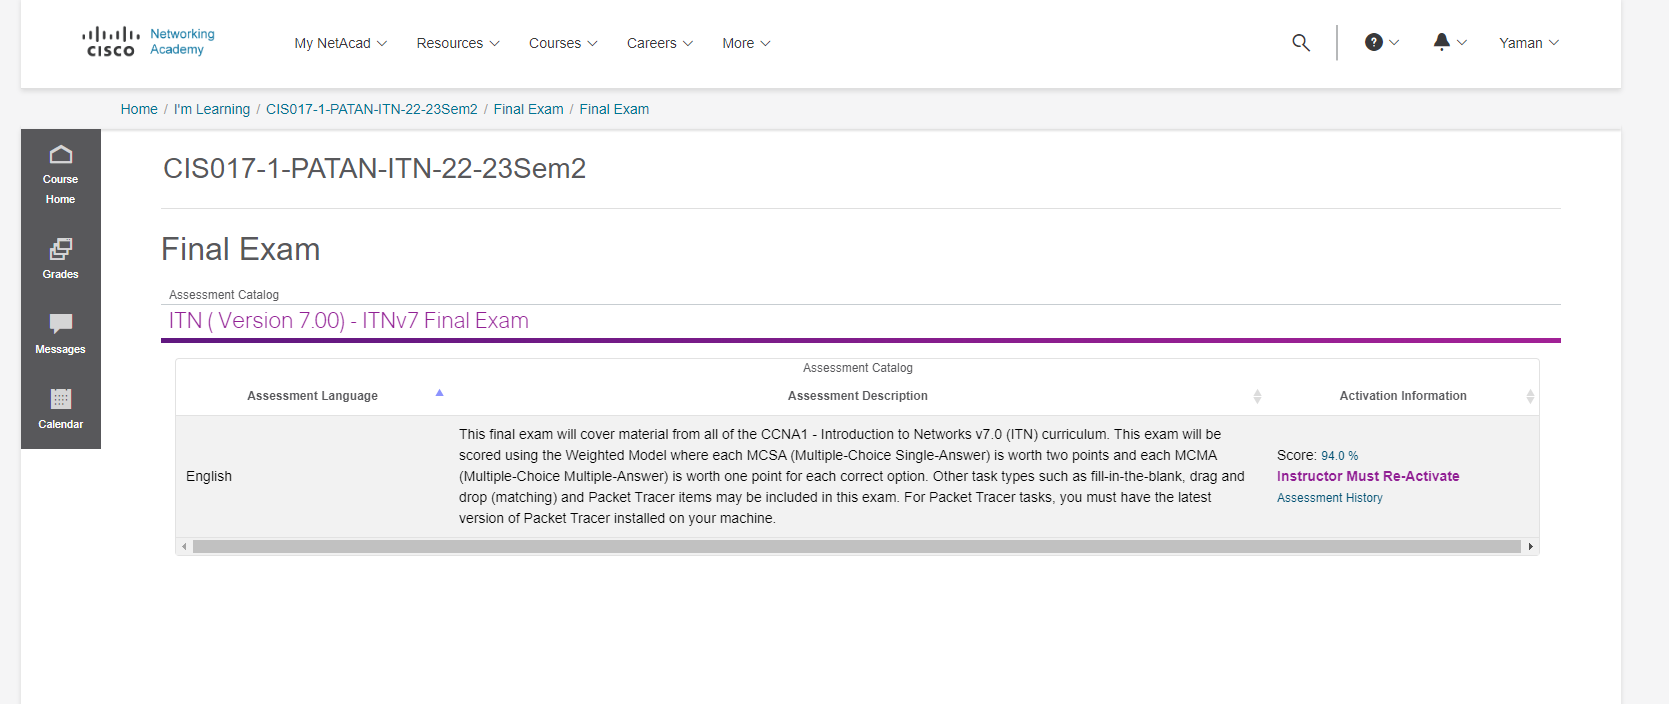 cisco Networking Academy
My NetAcad
Resources
Courses
Careers
More
?
Yaman
Home / I'm Learning / CIS017-1-PATAN-ITN-22-23Sem2 / Final Exam / Final Exam
Course
Home
Grades
Messages
Calendar
CIS017-1-PATAN-ITN-22-23Sem2
Final Exam
Assessment Catalog
ITN ( Version 7.00) - ITNv7 Final Exam
Assessment Catalog
Assessment Language
Assessment Description
Activation Information
English
This final exam will cover material from all of the CCNA1 - Introduction to Networks v7.0 (ITN) curriculum. This exam will be
scored using the Weighted Model where each MCSA (Multiple-Choice Single-Answer) is worth two points and each MCMA
(Multiple-Choice Multiple-Answer) is worth one point for each correct option. Other task types such as fill-in-the-blank, drag and
drop (matching) and Packet Tracer items may be included in this exam. For Packet Tracer tasks, you must have the latest
version of Packet Tracer installed on your machine.
Score: 94.0 %
Instructor Must Re-Activate
Assessment History